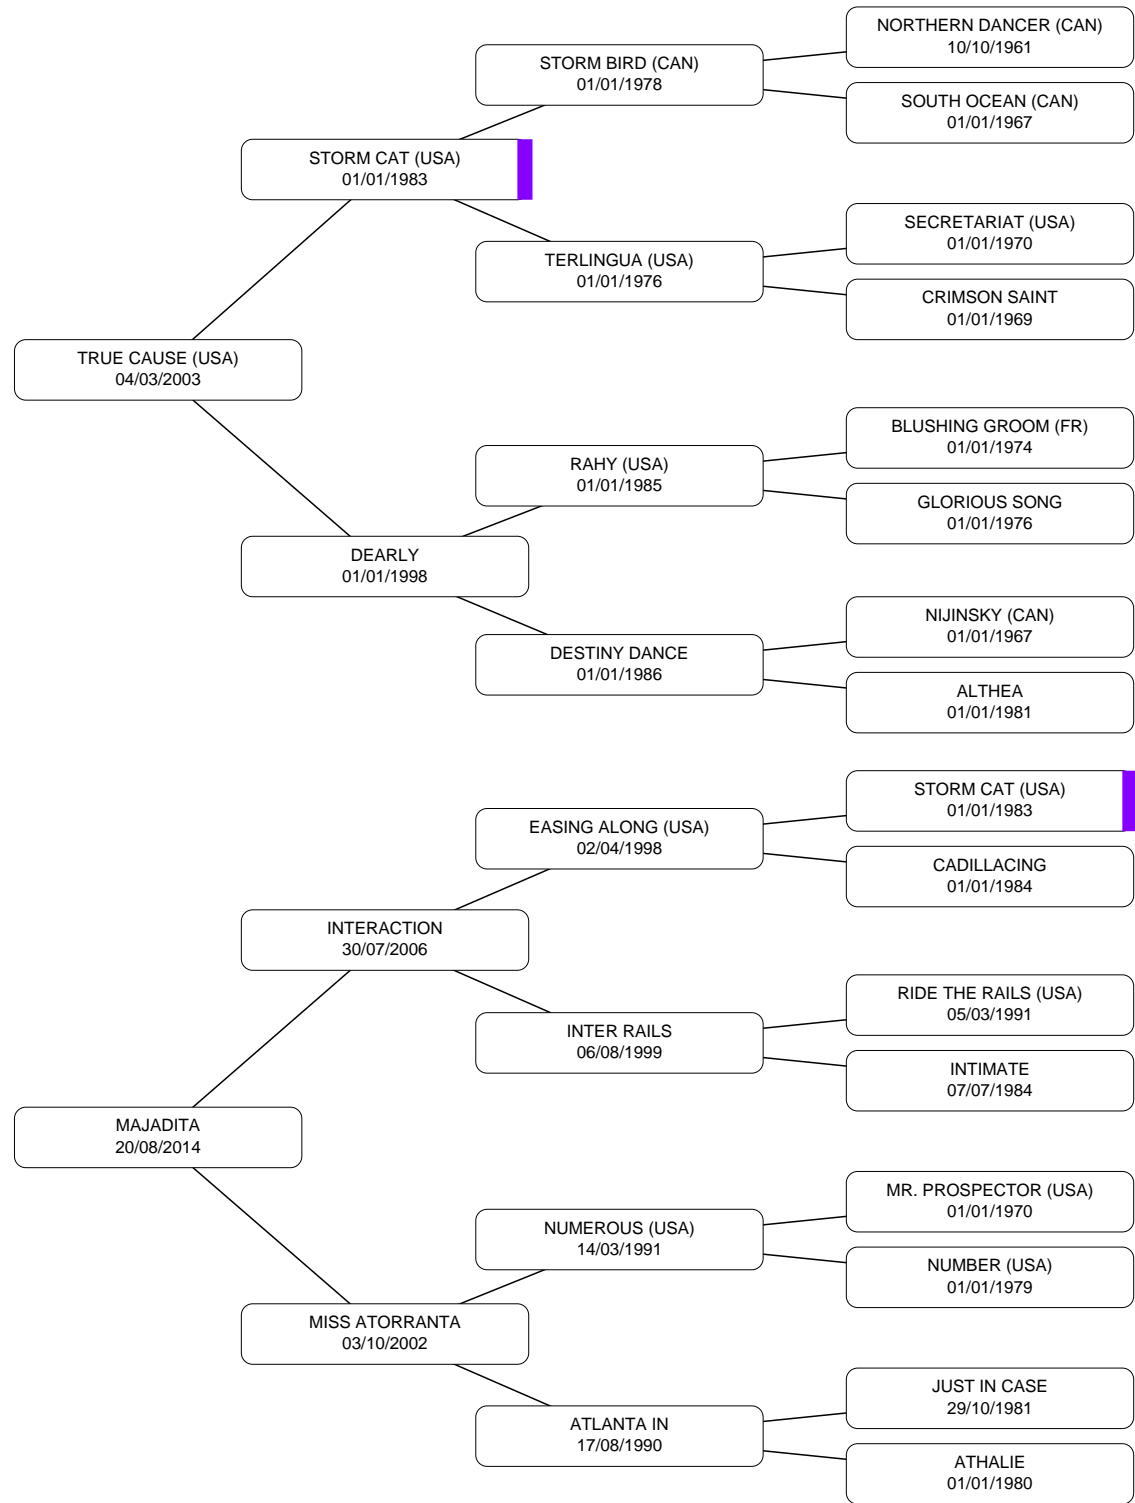 NORTHERN DANCER (CAN)
10/10/1961
STORM BIRD (CAN)
01/01/1978
SOUTH OCEAN (CAN)
01/01/1967
STORM CAT (USA)
01/01/1983
SECRETARIAT (USA)
01/01/1970
TERLINGUA (USA)
01/01/1976
CRIMSON SAINT
01/01/1969
TRUE CAUSE (USA)
04/03/2003
BLUSHING GROOM (FR)
01/01/1974
RAHY (USA)
01/01/1985
GLORIOUS SONG
01/01/1976
DEARLY
01/01/1998
NIJINSKY (CAN)
01/01/1967
DESTINY DANCE
01/01/1986
ALTHEA
01/01/1981
STORM CAT (USA)
01/01/1983
EASING ALONG (USA)
02/04/1998
CADILLACING
01/01/1984
INTERACTION
30/07/2006
RIDE THE RAILS (USA)
05/03/1991
INTER RAILS
06/08/1999
INTIMATE
07/07/1984
MAJADITA
20/08/2014
MR. PROSPECTOR (USA)
01/01/1970
NUMEROUS (USA)
14/03/1991
NUMBER (USA)
01/01/1979
MISS ATORRANTA
03/10/2002
JUST IN CASE
29/10/1981
ATLANTA IN
17/08/1990
ATHALIE
01/01/1980